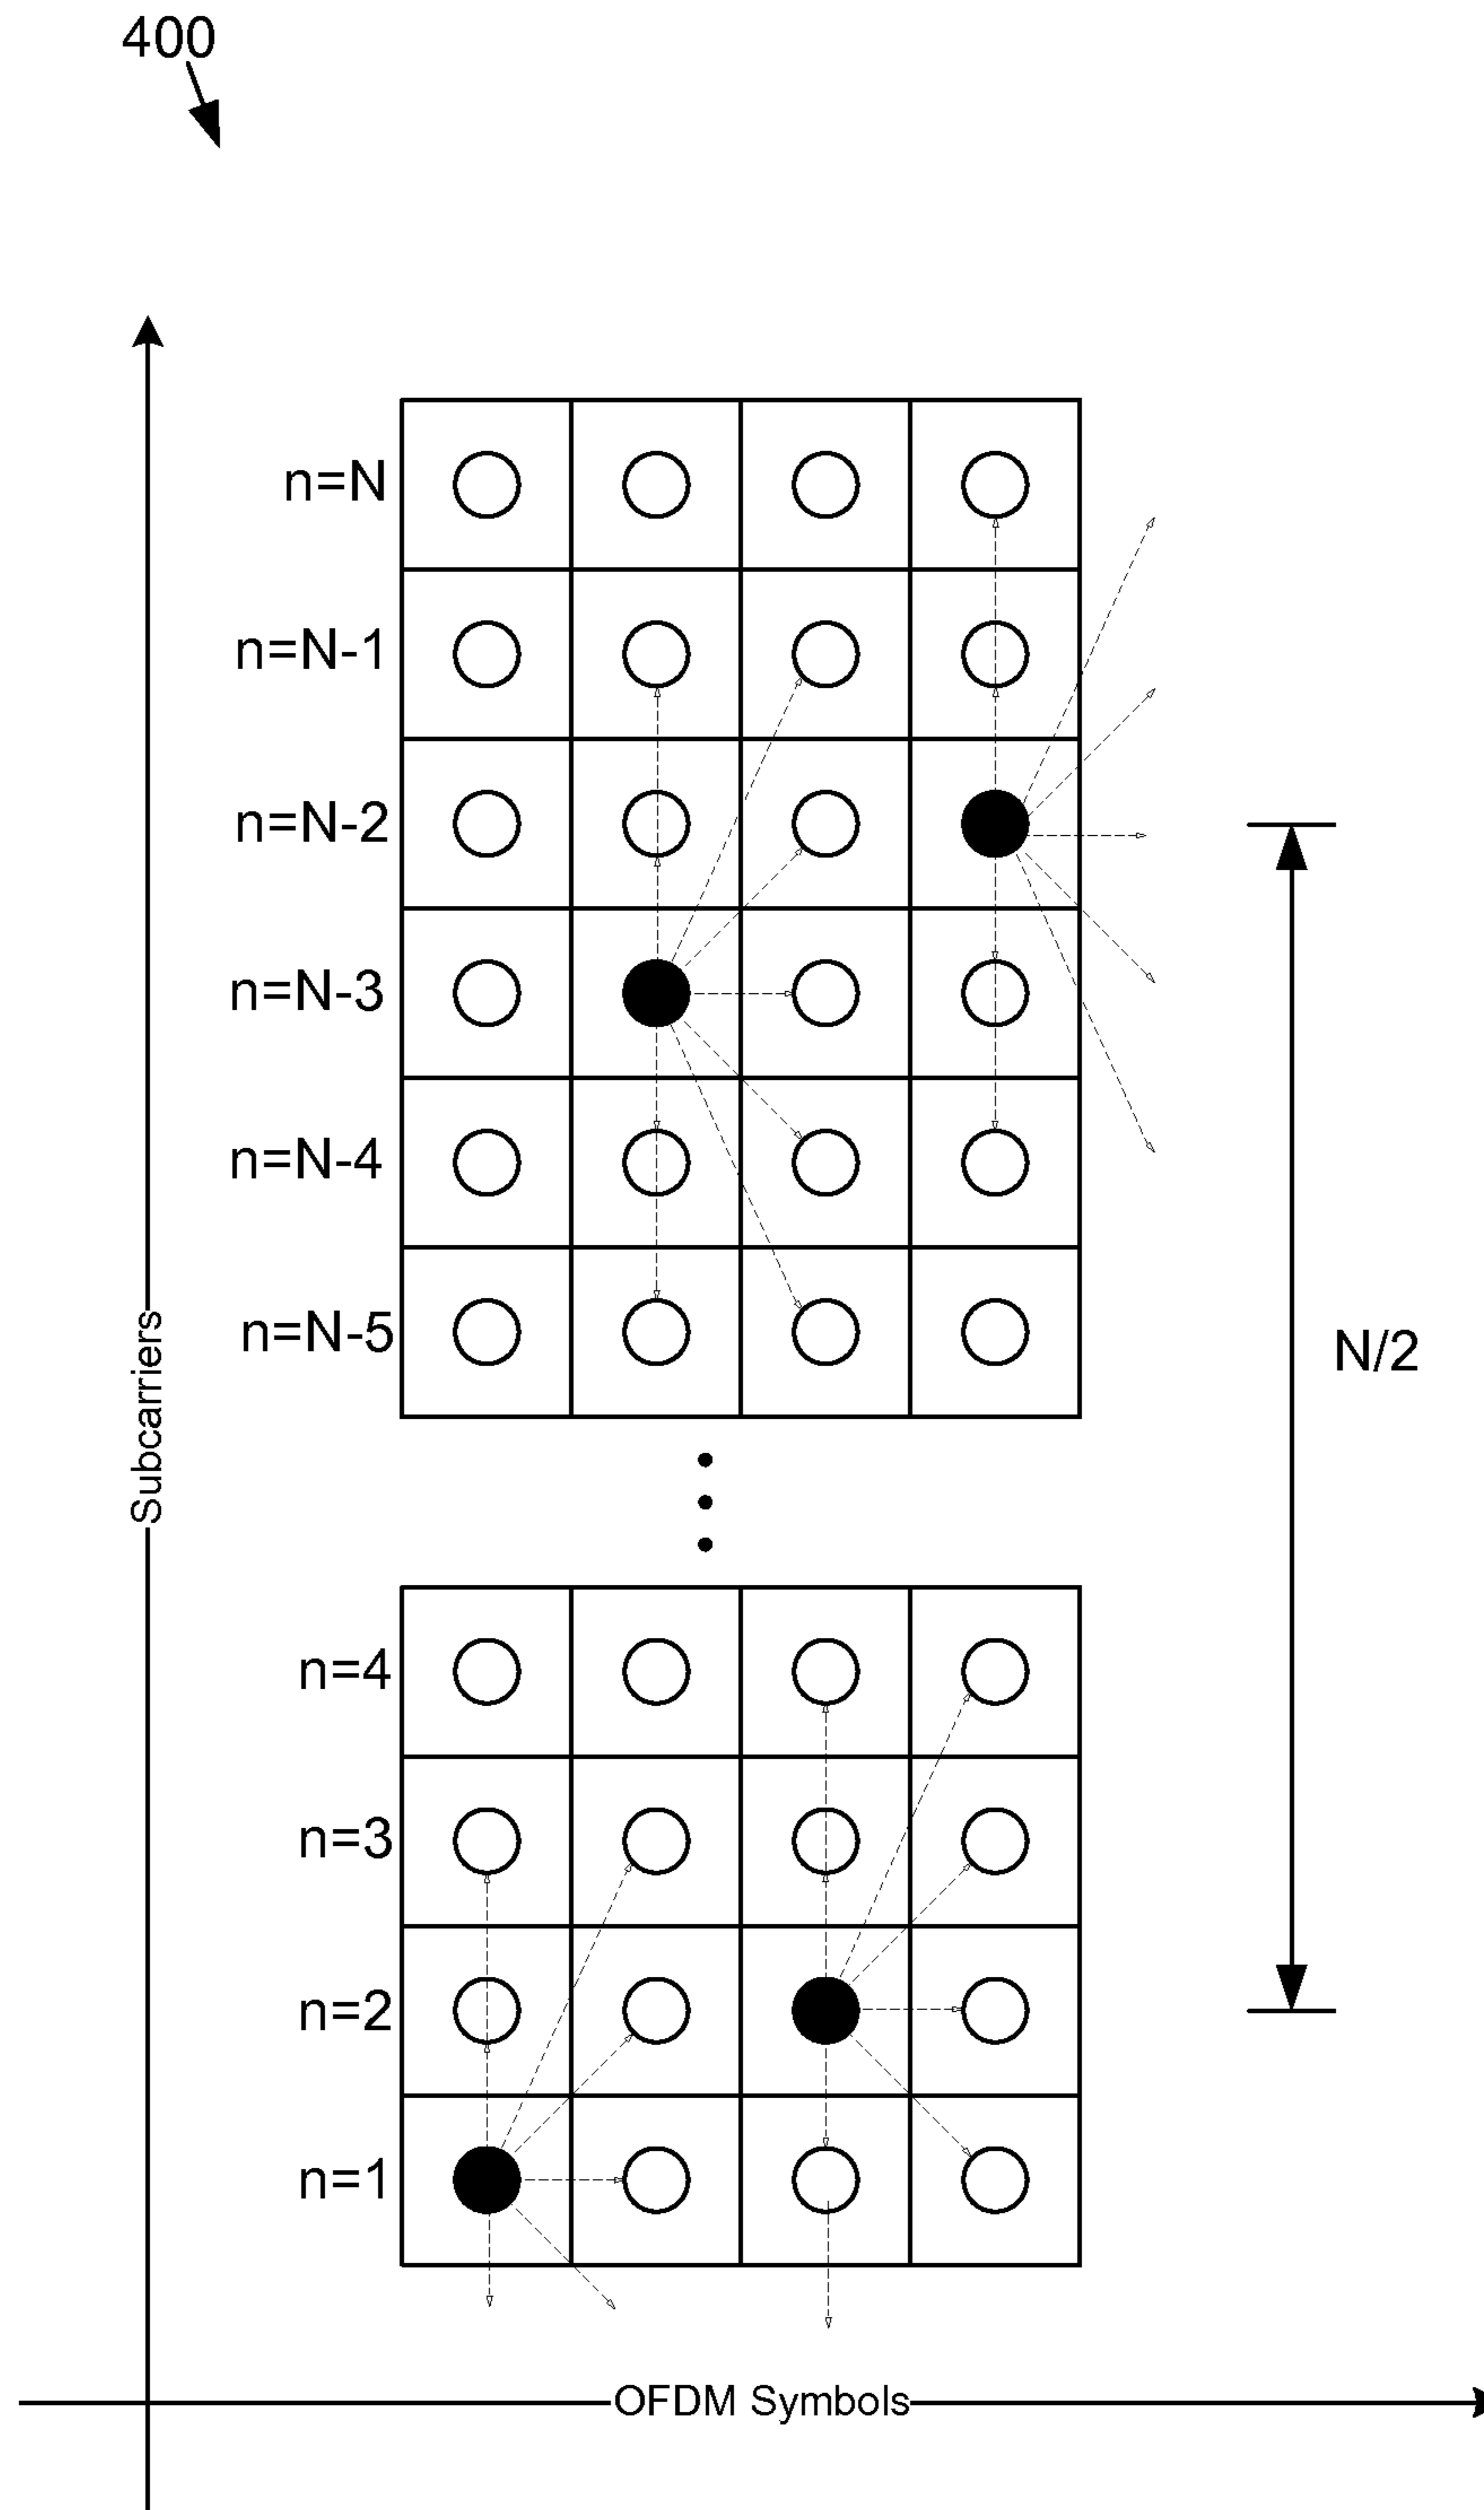 400
n=N
n=N-1
n=N-2
n=N-3
n=N-4
n=N-5
N/2
Subcarriers
n=4
n=3
n=2
n=1
OFDM Symbols